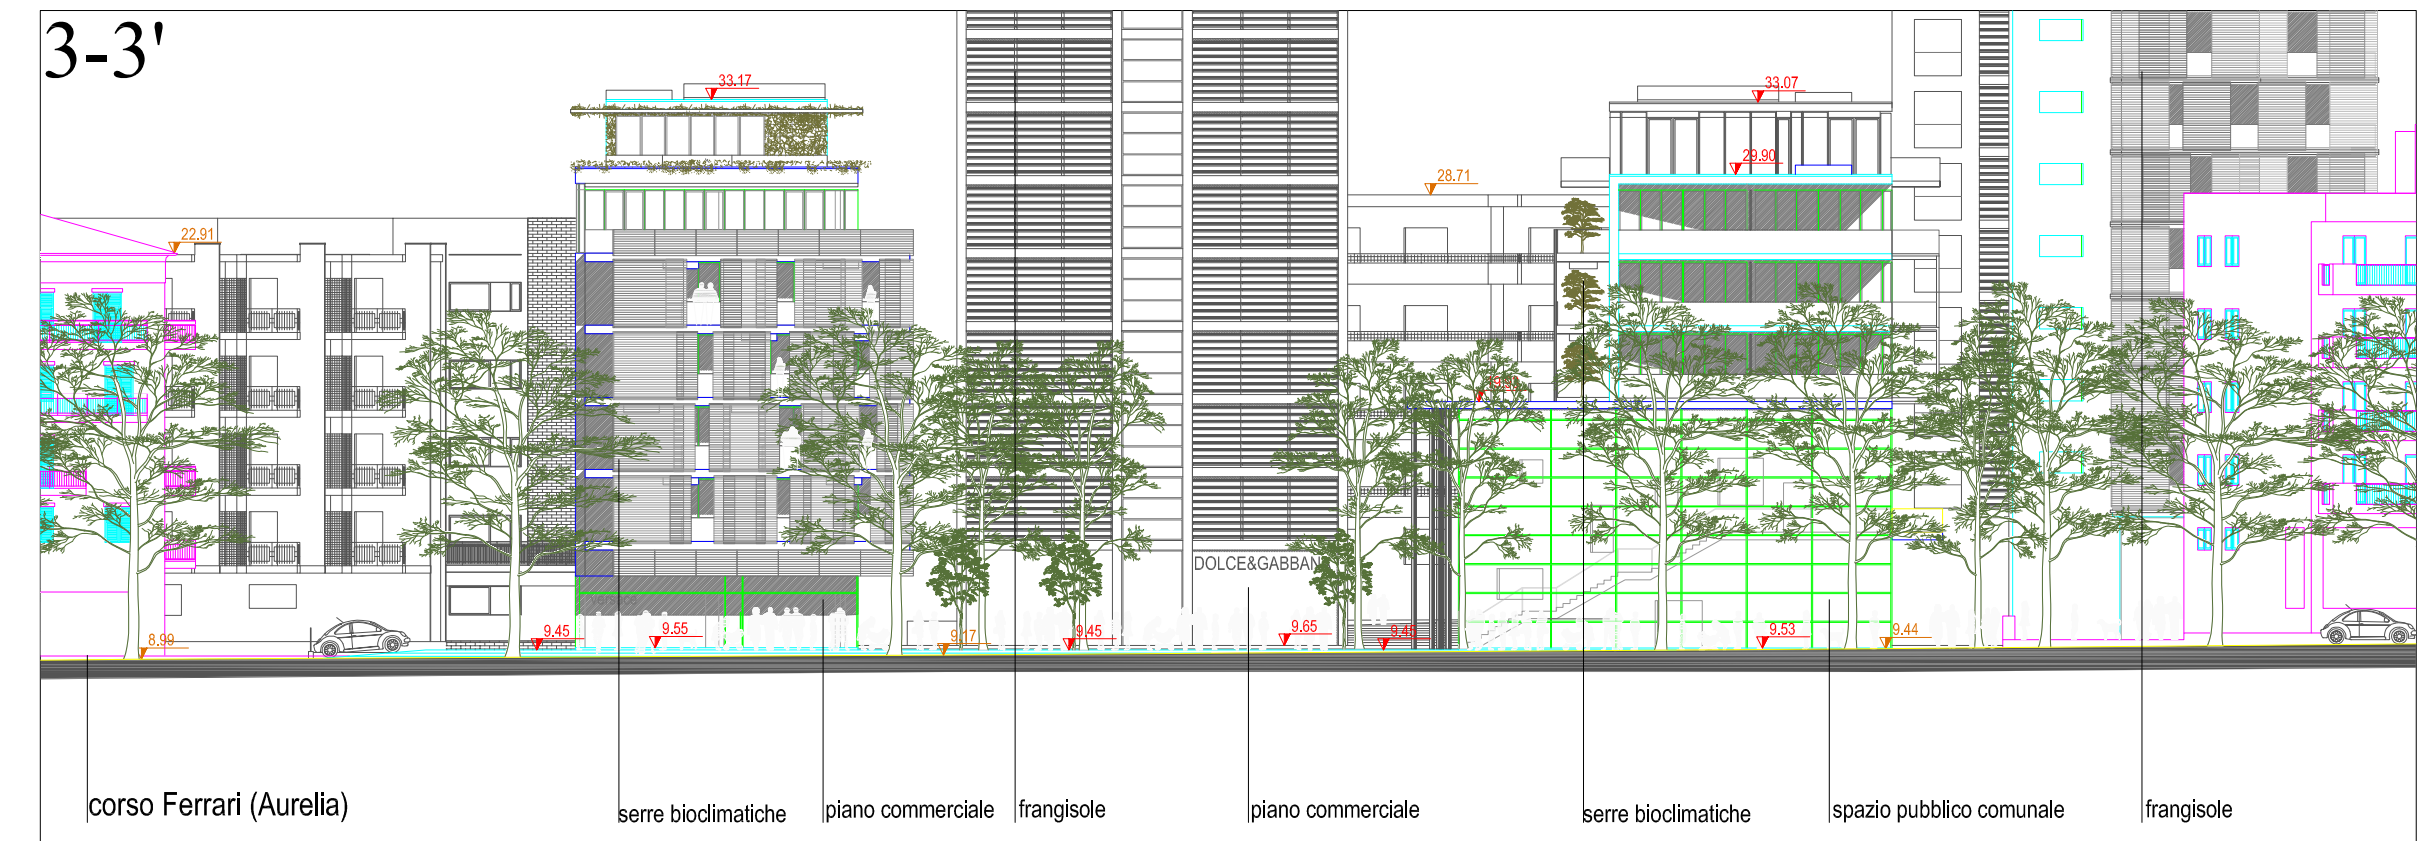 3-3'
33.17
33.07
29.90
28.71
22.91
DOLCE&GABBAN
9.45
9.55
8.99
9.17
9.45
9.65
9.53
9.44
corso Ferrari (Aurelia)
serre bioclimatiche
piano commerciale
frangisole
piano commerciale
serre bioclimatiche
spazio pubblico comunale
frangisole